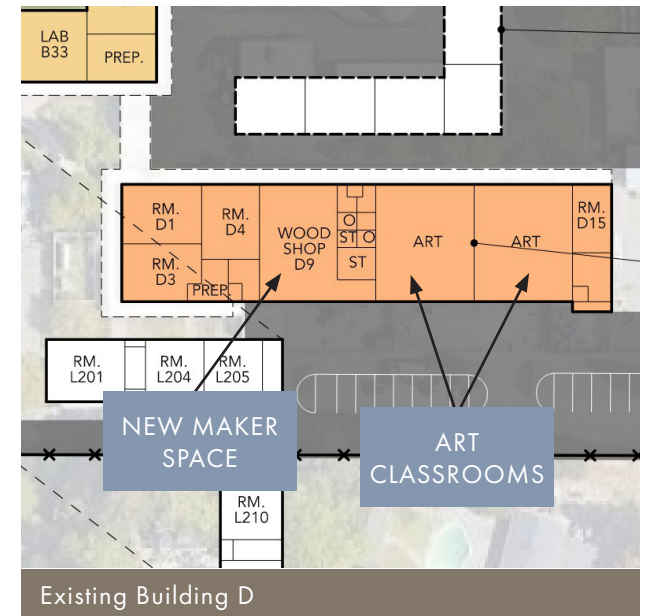 LAB
B33
PREP.
RM.
D1
RM.
D4
RM.
D3
PREP
WOOD
SHOP
D9
O
ST O
ST
ART
ART
RM.
D15
RM.
L201
RM.
L204
RM.
L205
NEW MAKER
SPACE
ART
CLASSROOMS
RM.
L210
Existing Building D